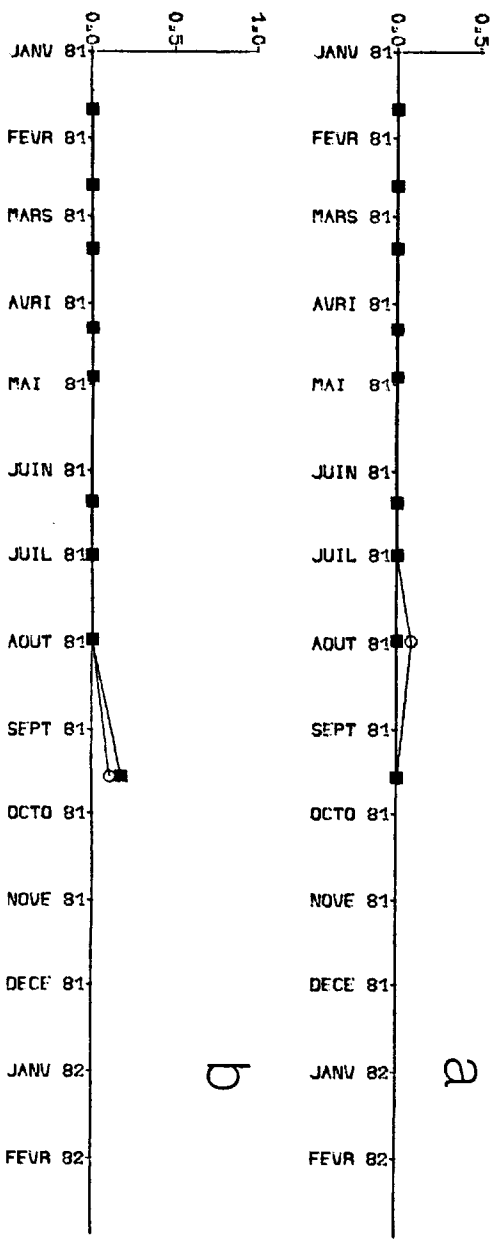 0.0 0.5 1.0
JANV 81
FEVR 81
MARS 81
AVRI 81
MAI 81
JUIN 81
JUIL 81
AOUT 81
SEPT 81
OCTO 81
NOVE 81
DECE 81
JANV 82
FEVR 82
b
0.0 0.5
JANV 81
FEVR 81
MARS 81
AVRI 81
MAI 81
JUIN 81
JUIL 81
AOUT 81
SEPT 81
OCTO 81
NOVE 81
DECE 81
JANV 82
FEVR 82
a